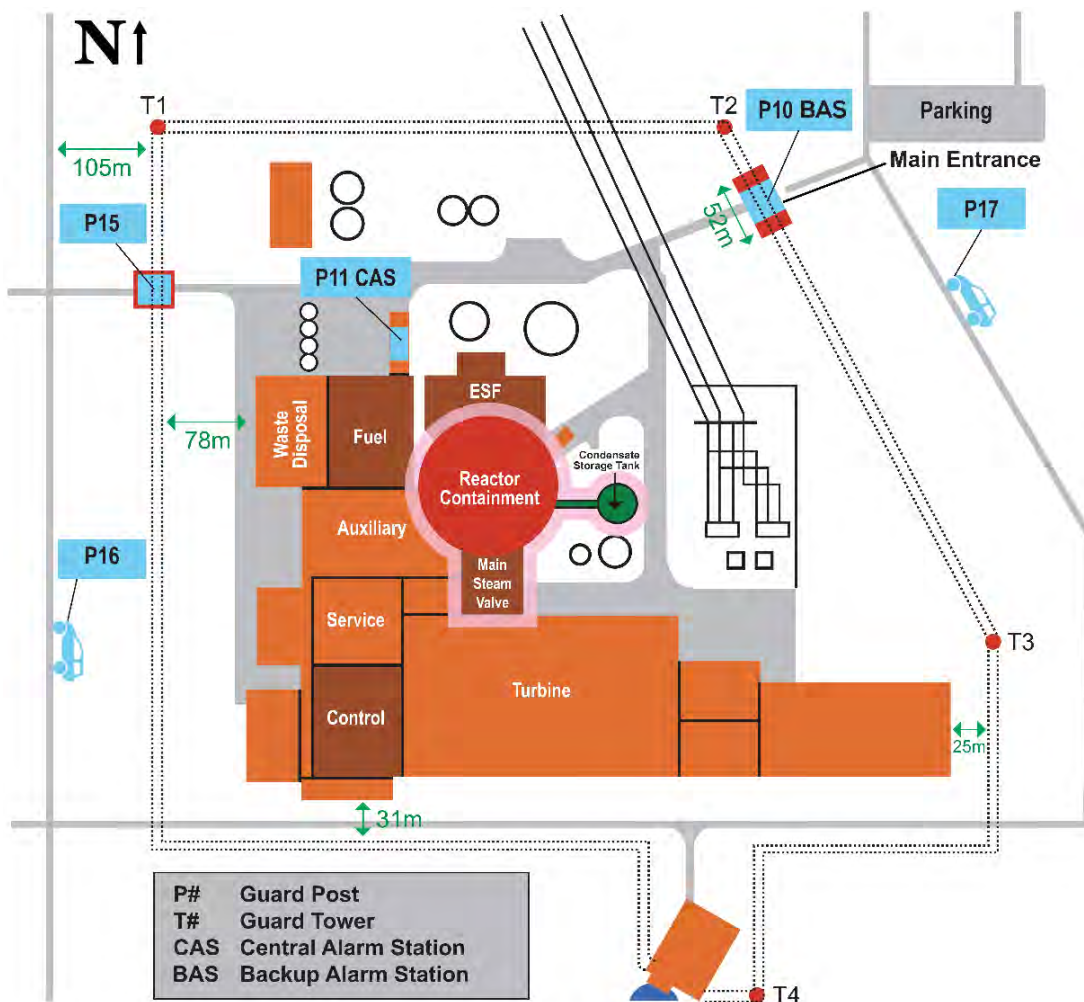 N
T1
T2
P10 BAS
Parking
Main Entrance
105m
P15
52m
P17
P11 CAS
ESF
78m
Waste
Disposal
Fuel
Condensate
Storage Tank
Reactor
Containment
Auxiliary
P16
Main
Steam
Valve
Service
T3
Turbine
Control
25m
31m
P# Guard Post
T# Guard Tower
CAS Central Alarm Station
BAS Backup Alarm Station
T4